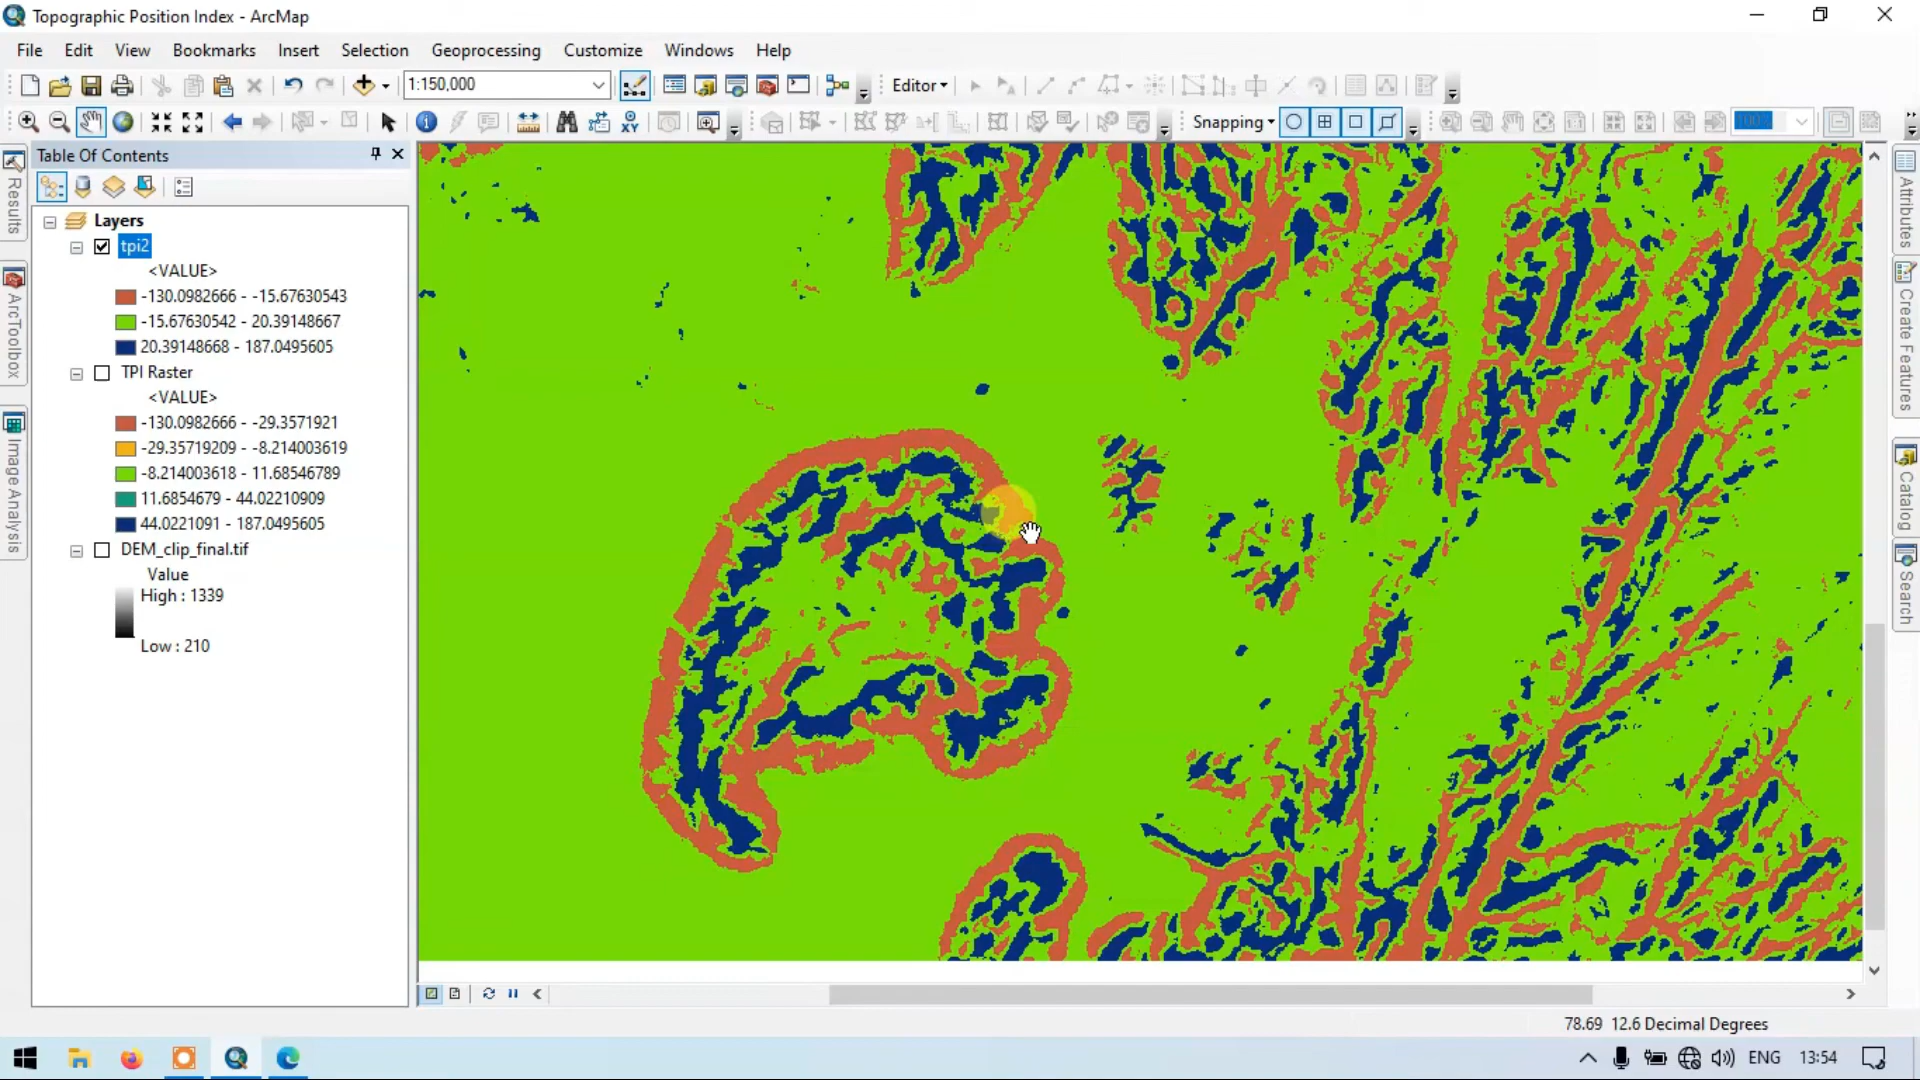 Topographic Position Index - ArcMap
File Edit View Bookmarks Insert Selection Geoprocessing Customize Windows Help
1:150,000
Editor
Snapping
100%
Table Of Contents
Results
ArcToolbox
Image Analysis
Layers
tpi2
<VALUE>
-130.0982666 - -15.67630543
-15.67630542 - 20.39148667
20.39148668 - 187.0495605
TPI Raster
<VALUE>
-130.0982666 - -29.3571921
-29.35719209 - -8.214003619
-8.214003618 - 11.68546789
11.6854679 - 44.02210909
44.0221091 - 187.0495605
DEM_clip_final.tif
Value
High : 1339
Low : 210
Attributes
Create Features
Catalog
Search
78.69 12.6 Decimal Degrees
ENG 13:54